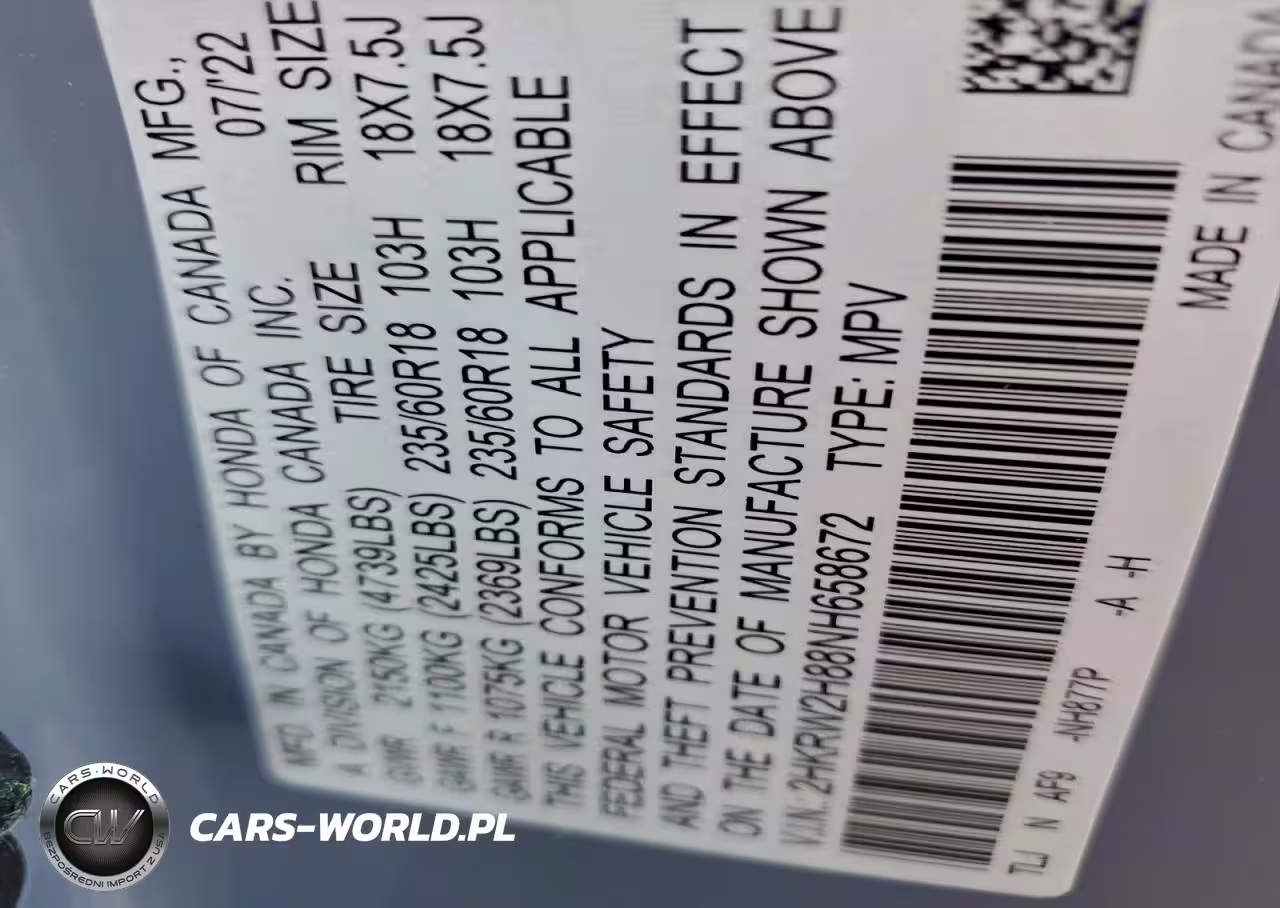 MFD. IN CANADA BY HONDA OF CANADA MFG.,
A DIVISION OF HONDA CANADA INC. 07/'22
GVWR 2150KG (4739LBS) TIRE SIZE RIM SIZE
GAWR F 1100KG (2425LBS) 235/60R18 103H 18X7.5J
GAWR R 1075KG (2369LBS) 235/60R18 103H 18X7.5J
THIS VEHICLE CONFORMS TO ALL APPLICABLE
FEDERAL MOTOR VEHICLE SAFETY
AND THEFT PREVENTION STANDARDS IN EFFECT
ON THE DATE OF MANUFACTURE SHOWN ABOVE
V.I.N.: 2HKRW2H88NH658672 TYPE: MPV
TLJ N AF9 -NH877P -A -H
MADE IN CANADA
CARS-WORLD
CW
BEZPOŚREDNI IMPORT Z USA
CARS-WORLD.PL